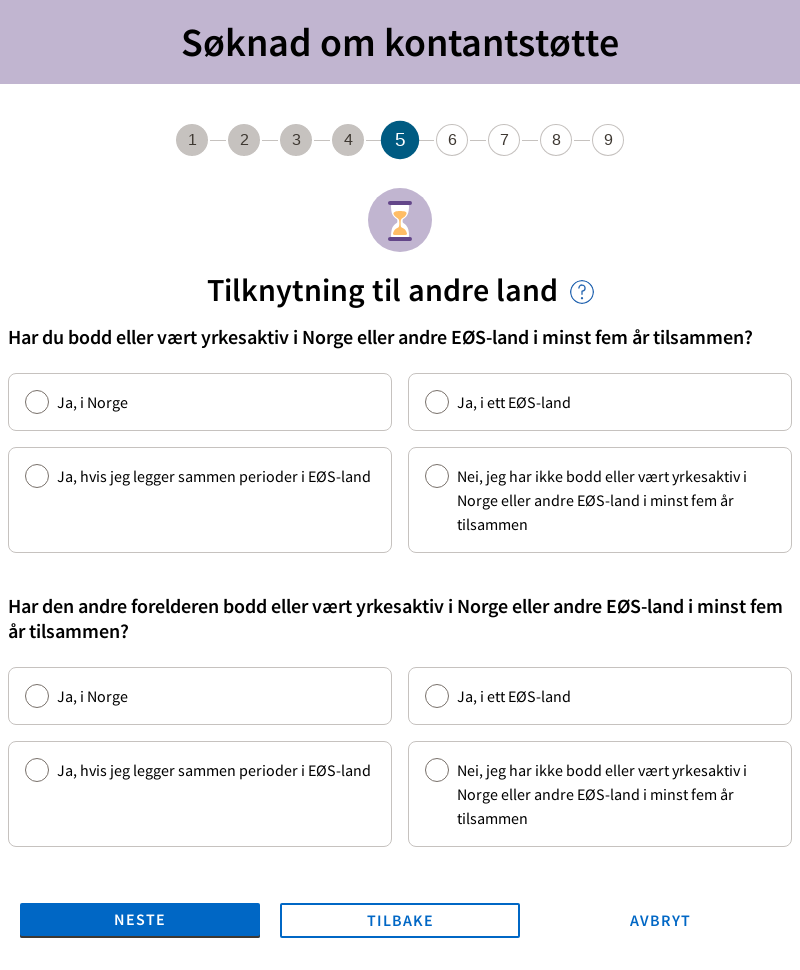 Søknad om kontantstøtte
1 2 3 4 5 6 7 8 9
Tilknytning til andre land ?
Har du bodd eller vært yrkesaktiv i Norge eller andre EØS-land i minst fem år tilsammen?
Ja, i Norge
Ja, i ett EØS-land
Ja, hvis jeg legger sammen perioder i EØS-land
Nei, jeg har ikke bodd eller vært yrkesaktiv i
Norge eller andre EØS-land i minst fem år
tilsammen
Har den andre forelderen bodd eller vært yrkesaktiv i Norge eller andre EØS-land i minst fem
år tilsammen?
Ja, i Norge
Ja, i ett EØS-land
Ja, hvis jeg legger sammen perioder i EØS-land
Nei, jeg har ikke bodd eller vært yrkesaktiv i
Norge eller andre EØS-land i minst fem år
tilsammen
NESTE
TILBAKE
AVBRYT